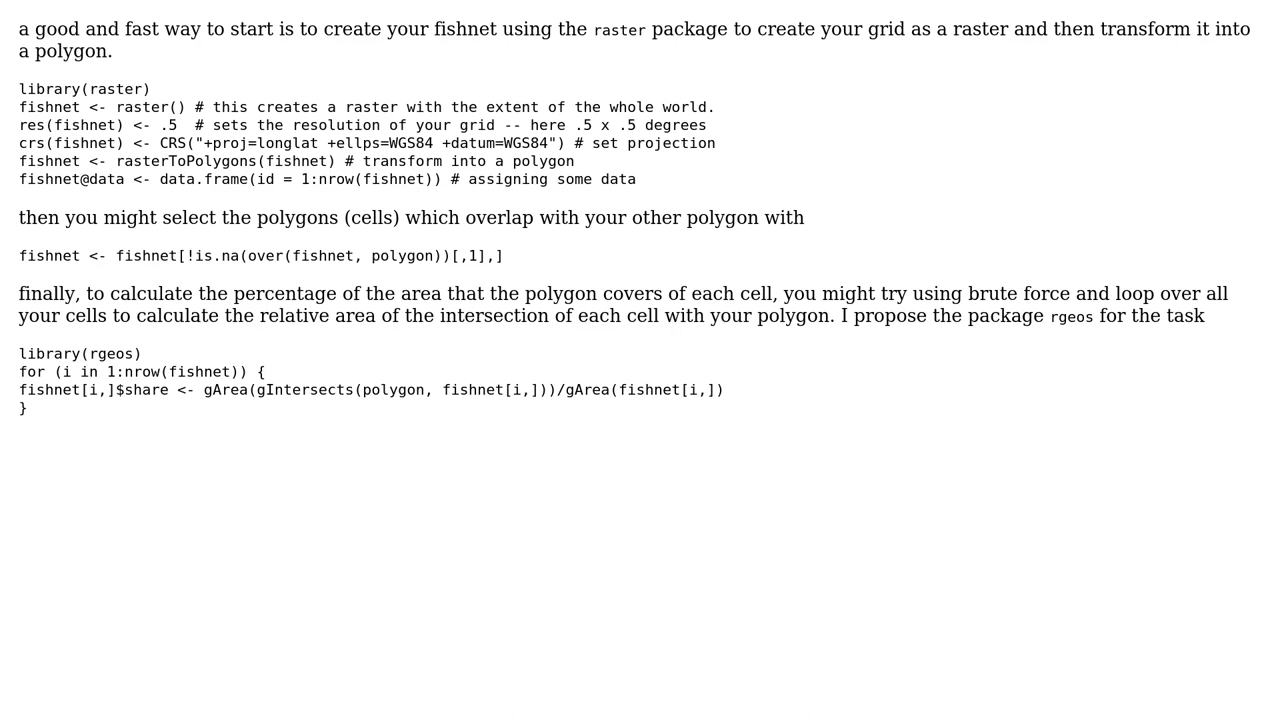 a good and fast way to start is to create your fishnet using the raster package to create your grid as a raster and then transform it into
a polygon.
library(raster)
fishnet <- raster() # this creates a raster with the extent of the whole world.
res(fishnet) <- .5  # sets the resolution of your grid -- here .5 x .5 degrees
crs(fishnet) <- CRS("+proj=longlat +ellps=WGS84 +datum=WGS84") # set projection
fishnet <- rasterToPolygons(fishnet) # transform into a polygon
fishnet@data <- data.frame(id = 1:nrow(fishnet)) # assigning some data
then you might select the polygons (cells) which overlap with your other polygon with
fishnet <- fishnet[!is.na(over(fishnet, polygon))[,1],]
finally, to calculate the percentage of the area that the polygon covers of each cell, you might try using brute force and loop over all
your cells to calculate the relative area of the intersection of each cell with your polygon. I propose the package rgeos for the task
library(rgeos)
for (i in 1:nrow(fishnet)) {
fishnet[i,]$share <- gArea(gIntersects(polygon, fishnet[i,]))/gArea(fishnet[i,])
}